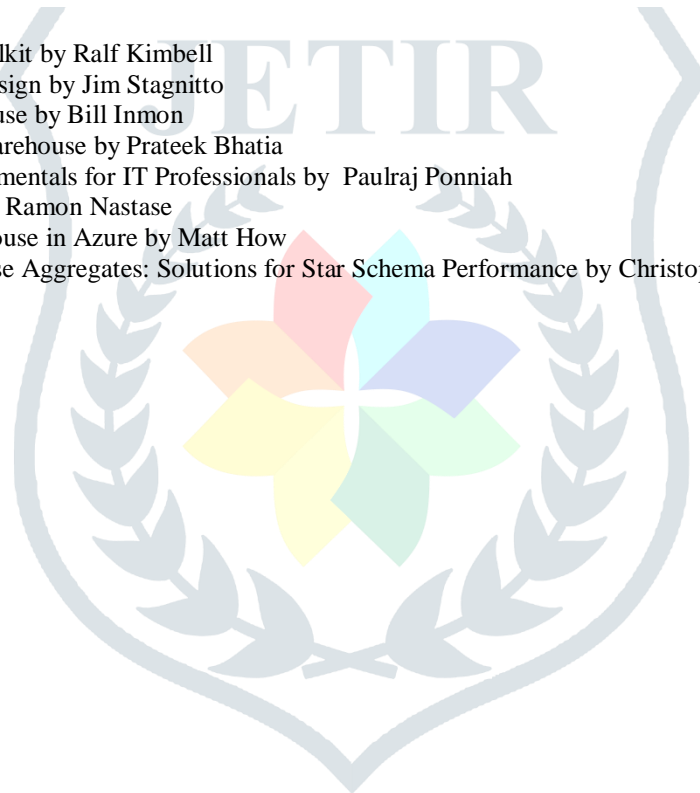 JETIR
lkit by Ralf Kimbell
sign by Jim Stagnitto
use by Bill Inmon
arehouse by Prateek Bhatia
mentals for IT Professionals by Paulraj Ponniah
Ramon Nastase
ouse in Azure by Matt How
se Aggregates: Solutions for Star Schema Performance by Christop